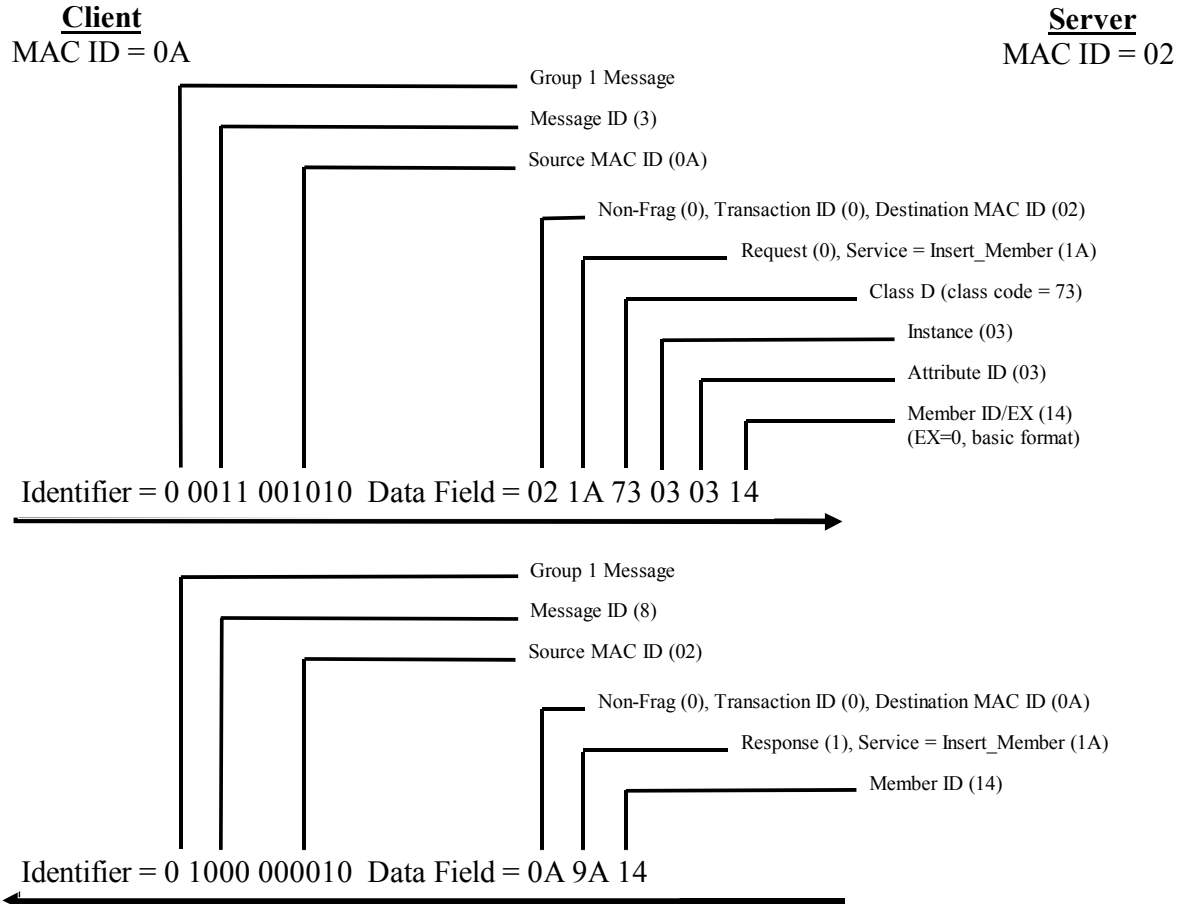 Client
MAC ID = 0A
Server
MAC ID = 02
Group 1 Message
Message ID (3)
Source MAC ID (0A)
Non-Frag (0), Transaction ID (0), Destination MAC ID (02)
Request (0), Service = Insert_Member (1A)
Class D (class code = 73)
Instance (03)
Attribute ID (03)
Member ID/EX (14)
(EX=0, basic format)
Identifier = 0 0011 001010 Data Field = 02 1A 73 03 03 14
Group 1 Message
Message ID (8)
Source MAC ID (02)
Non-Frag (0), Transaction ID (0), Destination MAC ID (0A)
Response (1), Service = Insert_Member (1A)
Member ID (14)
Identifier = 0 1000 000010 Data Field = 0A 9A 14